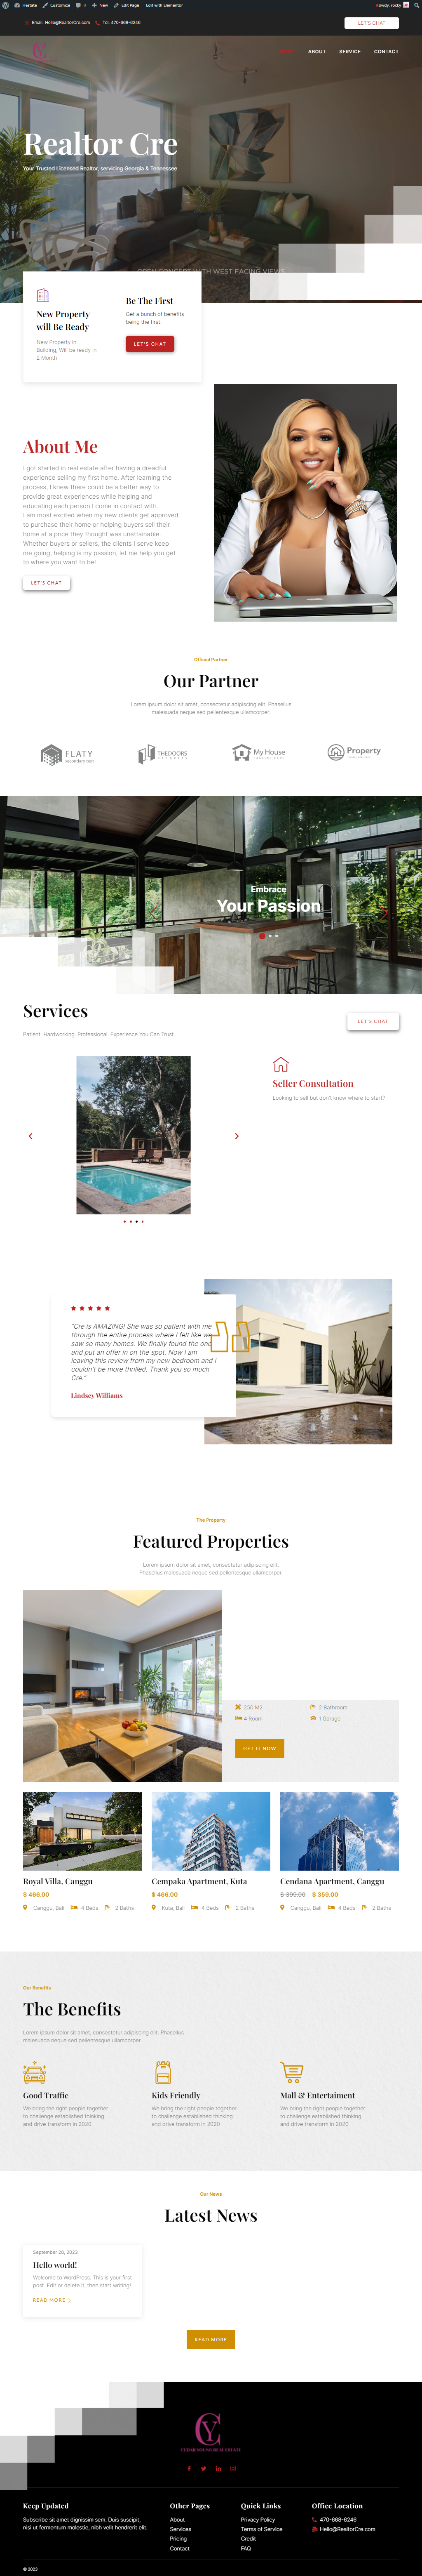 Hestate
Customize
0
New
Edit Page
Edit with Elementor
Howdy, rocky
Email: Hello@RealtorCre.com
Tel: 470-668-6246
LET'S CHAT
ABOUT
SERVICE
CONTACT
Realtor Cre
Your Trusted Licensed Realtor, servicing Georgia & Tennessee
OPEN CONCEPT WITH WEST FACING VIEWS
New Property
will Be Ready
New Property in
Building, Will be ready in
2 Month
Be The First
Get a bunch of benefits
being the first.
LET'S CHAT
About Me
I got started in real estate after having a dreadful
experience selling my first home. After learning the
process, I knew there could be a better way to
provide great experiences while helping and
educating each person I come in contact with.
I am most excited when my new clients get approved
to purchase their home or helping buyers sell their
home at a price they thought was unattainable.
Whether buyers or sellers, the clients I serve keep
me going, helping is my passion, let me help you get
to where you want to be!
LET'S CHAT
Official Partner
Our Partner
Lorem ipsum dolor sit amet, consectetur adipiscing elit. Phasellus
malesuada neque sed pellentesque ullamcorper.
FLATY
SECONDARY TEXT
THEDOORS
My House
TAGLINE HERE
Property
Embrace
Your Passion
Services
Patient. Hardworking. Professional. Experience You Can Trust.
LET'S CHAT
Seller Consultation
Looking to sell but don't know where to start?
"Cre is AMAZING! She was so patient with me
through the entire process where I felt like we
saw so many homes. We finally found the one
and put an offer in on the spot. Now I am
leaving this review from my new bedroom and I
couldn't be more thrilled. Thank you so much
Cre."
Lindsey Williams
The Property
Featured Properties
Lorem ipsum dolor sit amet, consectetur adipiscing elit.
Phasellus malesuada neque sed pellentesque ullamcorper.
250 M2
2 Bathroom
4 Room
1 Garage
GET IT NOW
Royal Villa, Canggu
$ 466.00
Canggu, Bali
4 Beds
2 Baths
Cempaka Apartment, Kuta
$ 466.00
Kuta, Bali
4 Beds
2 Baths
Cendana Apartment, Canggu
$ 399.00
$ 359.00
Canggu, Bali
4 Beds
2 Baths
Our Benefits
The Benefits
Lorem ipsum dolor sit amet, consectetur adipiscing elit. Phasellus
malesuada neque sed pellentesque ullamcorper.
Good Traffic
We bring the right people together
to challenge established thinking
and drive transform in 2020
Kids Friendly
We bring the right people together
to challenge established thinking
and drive transform in 2020
Mall & Entertaiment
We bring the right people together
to challenge established thinking
and drive transform in 2020
Our News
Latest News
September 28, 2023
Hello world!
Welcome to WordPress. This is your first
post. Edit or delete it, then start writing!
READ MORE
READ MORE
Keep Updated
Subscribe sit amet dignissim sem. Duis suscipit,
nisi ut fermentum molestie, nibh velit hendrerit elit.
Other Pages
About
Services
Pricing
Contact
Quick Links
Privacy Policy
Terms of Service
Credit
FAQ
Office Location
470-668-6246
Hello@RealtorCre.com
© 2023